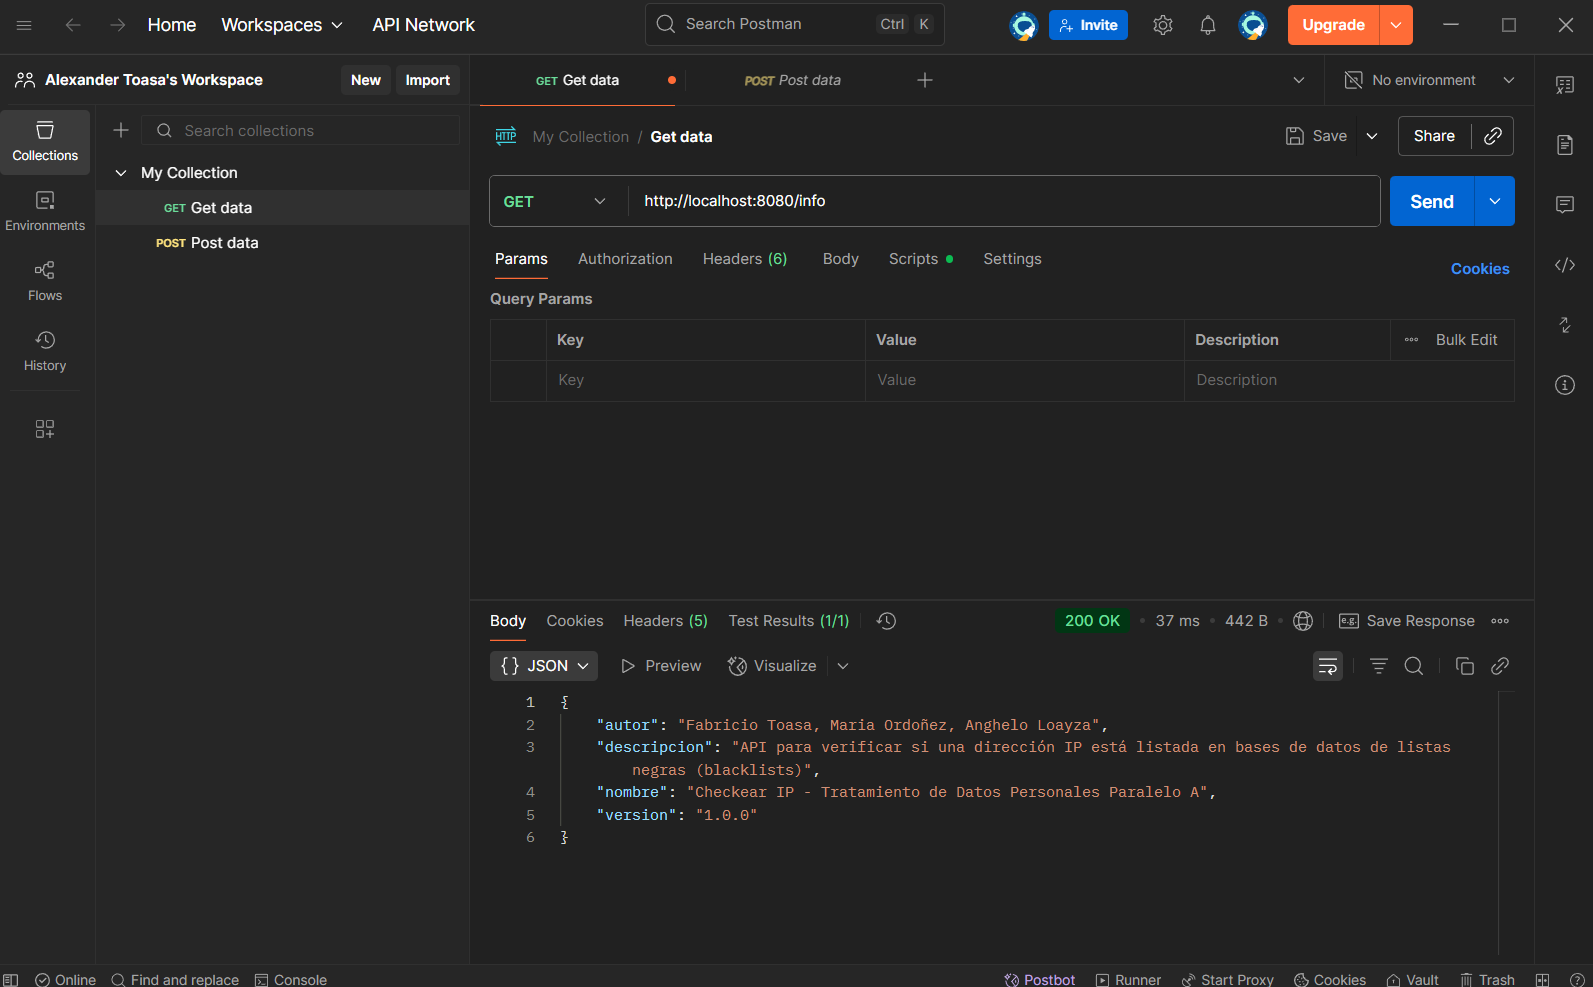 Home Workspaces API Network Search Postman Ctrl K Invite Upgrade
Alexander Toasa's Workspace New Import GET Get data POST Post data No environment
Search collections
HTTP My Collection / Get data Save Share
Collections
My Collection
GET Get data
POST Post data
Environments
Flows
History
GET http://localhost:8080/info Send
Params Authorization Headers (6) Body Scripts Settings Cookies
Query Params
Key Value Description Bulk Edit
Key Value Description
Body Cookies Headers (5) Test Results (1/1) 200 OK 37 ms 442 B e.g. Save Response
{} JSON Preview Visualize
1 {
2 "autor": "Fabricio Toasa, Maria Ordoñez, Anghelo Loayza",
3 "descripcion": "API para verificar si una dirección IP está listada en bases de datos de listas
negras (blacklists)",
4 "nombre": "Checkear IP - Tratamiento de Datos Personales Paralelo A",
5 "version": "1.0.0"
6 }
Online Find and replace Console Postbot Runner Start Proxy Cookies Vault Trash